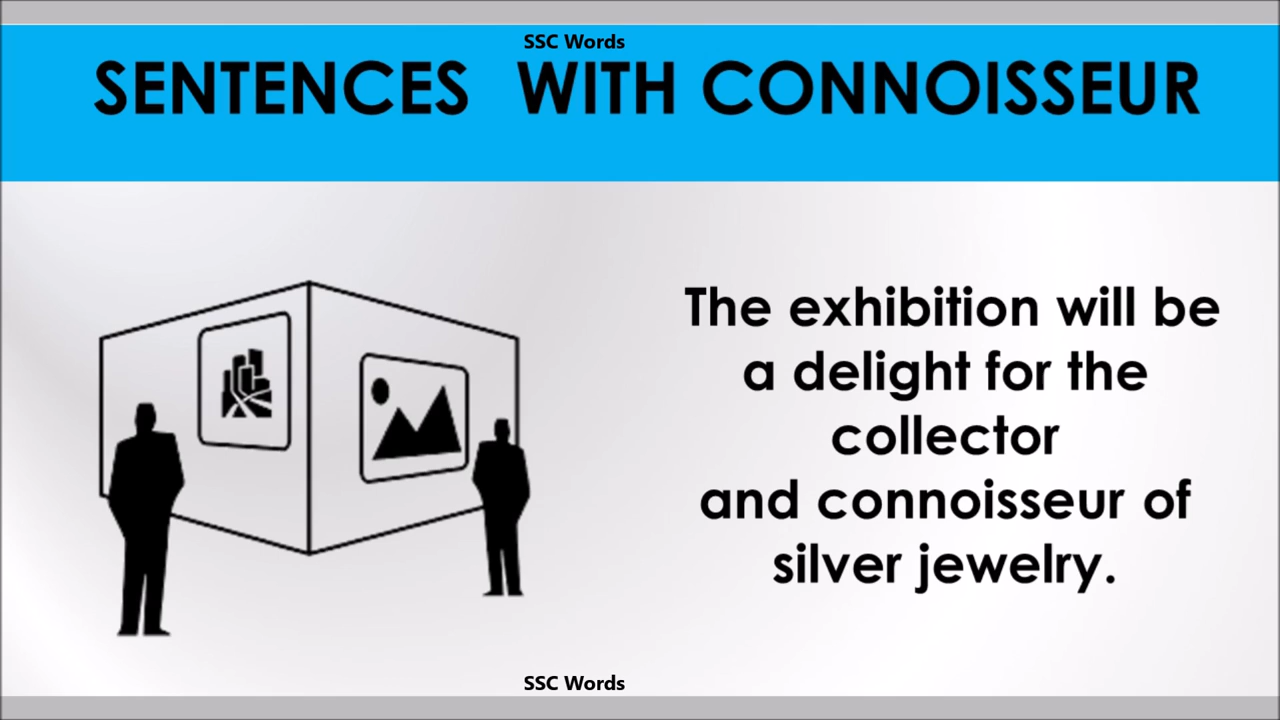 SSC Words
SENTENCES WITH CONNOISSEUR
The exhibition will be
a delight for the
collector
and connoisseur of
silver jewelry.
SSC Words